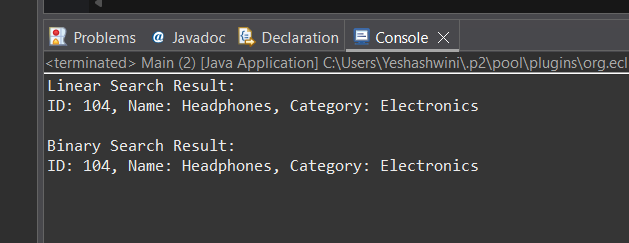 Problems @ Javadoc Declaration Console
<terminated> Main (2) [Java Application] C:\Users\Yeshashwini\.p2\pool\plugins\org.ecl
Linear Search Result:
ID: 104, Name: Headphones, Category: Electronics
Binary Search Result:
ID: 104, Name: Headphones, Category: Electronics